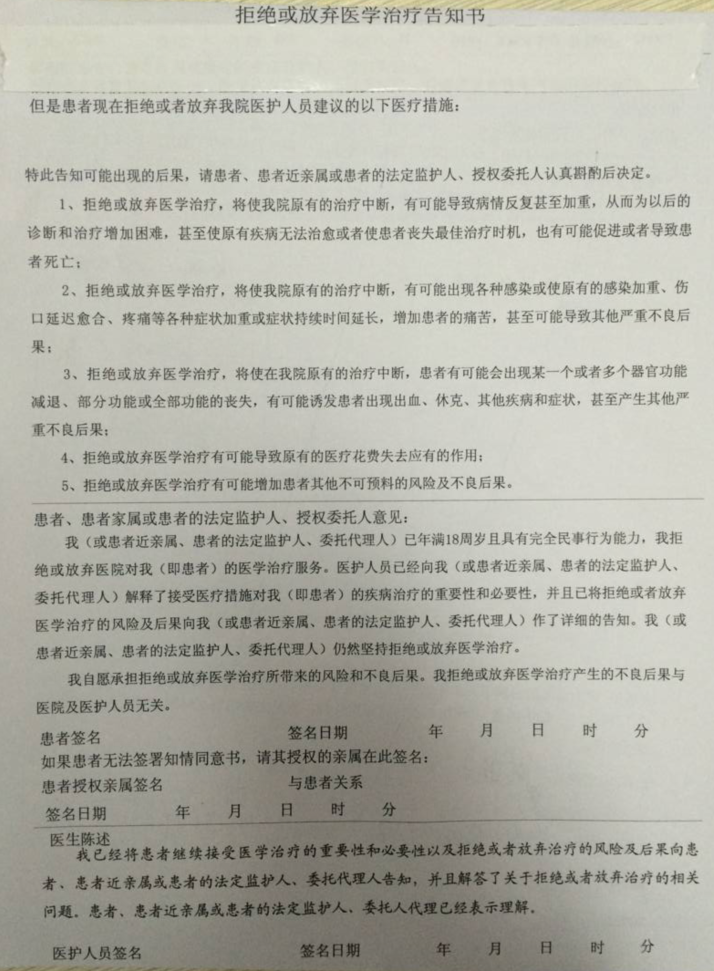 拒绝或放弃医学治疗告知书
但是患者现在拒绝或者放弃我院医护人员建议的以下医疗措施：
特此告知可能出现的后果，请患者、患者近亲属或患者的法定监护人、授权委托人认真斟酌后决定。
1、拒绝或放弃医学治疗，将使我院原有的治疗中断，有可能导致病情反复甚至加重，从而为以后的
诊断和治疗增加困难，甚至使原有疾病无法治愈或者使患者丧失最佳治疗时机，也有可能促进或者导致患
者死亡；
2、拒绝或放弃医学治疗，将使我院原有的治疗中断，有可能出现各种感染或使原有的感染加重、伤
口延迟愈合、疼痛等各种症状加重或症状持续时间延长，增加患者的痛苦，甚至可能导致其他严重不良后
果；
3、拒绝或放弃医学治疗，将使在我院原有的治疗中断，患者有可能会出现某一个或者多个器官功能
减退、部分功能或全部功能的丧失，有可能诱发患者出现出血、休克、其他疾病和症状，甚至产生其他严
重不良后果；
4、拒绝或放弃医学治疗有可能导致原有的医疗花费失去应有的作用；
5、拒绝或放弃医学治疗有可能增加患者其他不可预料的风险及不良后果。
患者、患者家属或患者的法定监护人、授权委托人意见：
我（或患者近亲属、患者的法定监护人、委托代理人）已年满18周岁且具有完全民事行为能力，我拒
绝或放弃医院对我（即患者）的医学治疗服务。医护人员已经向我（或患者近亲属、患者的法定监护人、
委托代理人）解释了接受医疗措施对我（即患者）的疾病治疗的重要性和必要性，并且已将拒绝或者放弃
医学治疗的风险及后果向我（或患者近亲属、患者的法定监护人、委托代理人）作了详细的告知。我（或
患者近亲属、患者的法定监护人、委托代理人）仍然坚持拒绝或放弃医学治疗。
我自愿承担拒绝或放弃医学治疗所带来的风险和不良后果。我拒绝或放弃医学治疗产生的不良后果与
医院及医护人员无关。
患者签名 签名日期 年 月 日 时 分
如果患者无法签署知情同意书，请其授权的亲属在此签名：
患者授权亲属签名 与患者关系
签名日期 年 月 日 时 分
医生陈述
我已经将患者继续接受医学治疗的重要性和必要性以及拒绝或者放弃治疗的风险及后果向患
者、患者近亲属或患者的法定监护人、委托代理人告知，并且解答了关于拒绝或者放弃治疗的相关
问题。患者、患者近亲属或患者的法定监护人、委托人代理已经表示理解。
医护人员签名 签名日期 年 月 日 时 分